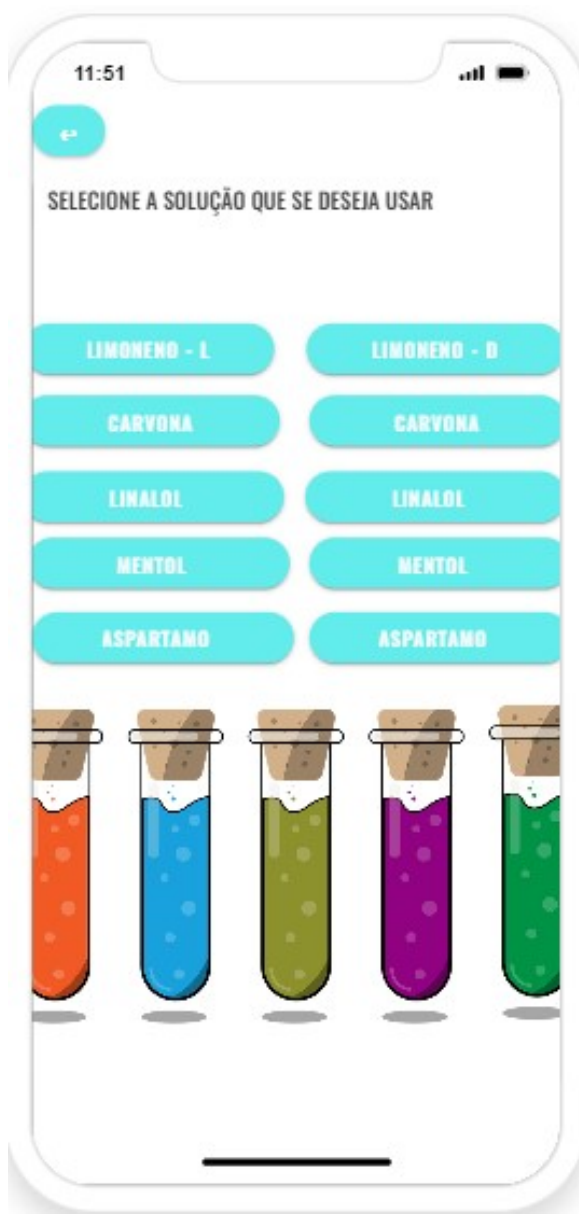 11:51
SELECIONE A SOLUÇÃO QUE SE DESEJA USAR
LIMONENO - L LIMONENO - D
CARVONA CARVONA
LINALOL LINALOL
MENTOL MENTOL
ASPARTAMO ASPARTAMO